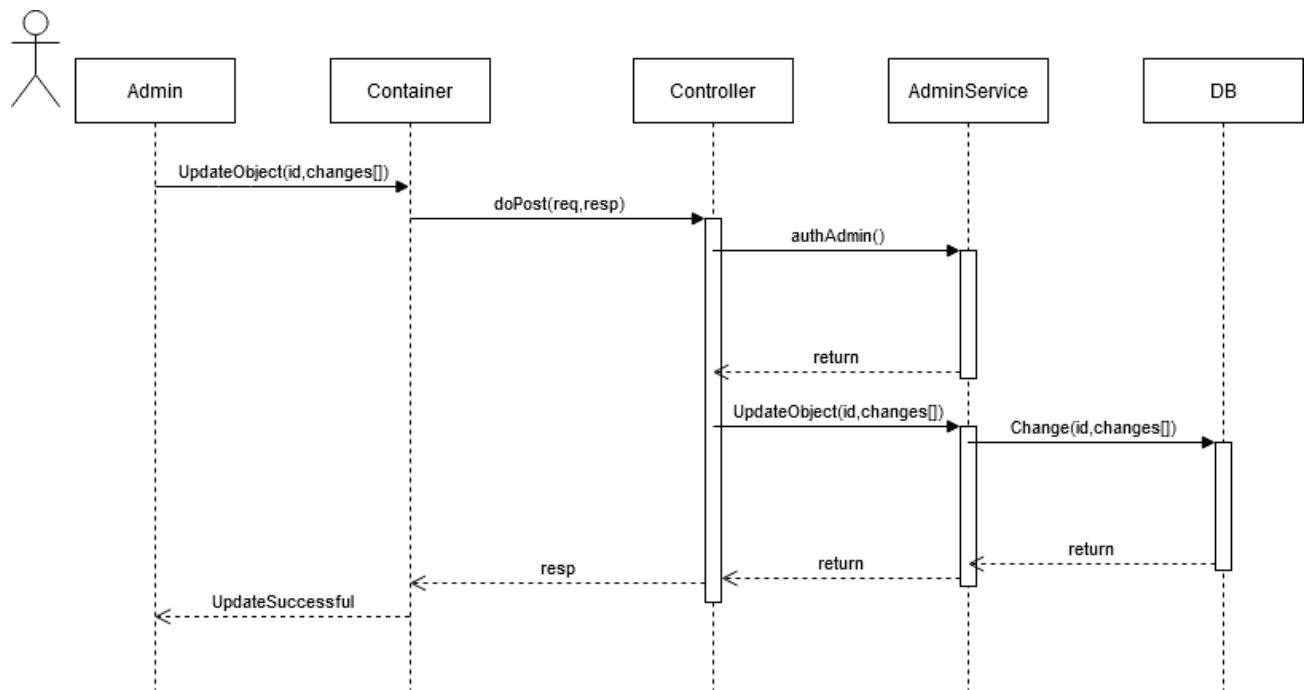 Admin
Container
Controller
AdminService
DB
UpdateObject(id,changes[])
doPost(req,resp)
authAdmin()
return
UpdateObject(id,changes[])
Change(id,changes[])
return
return
resp
UpdateSuccessful